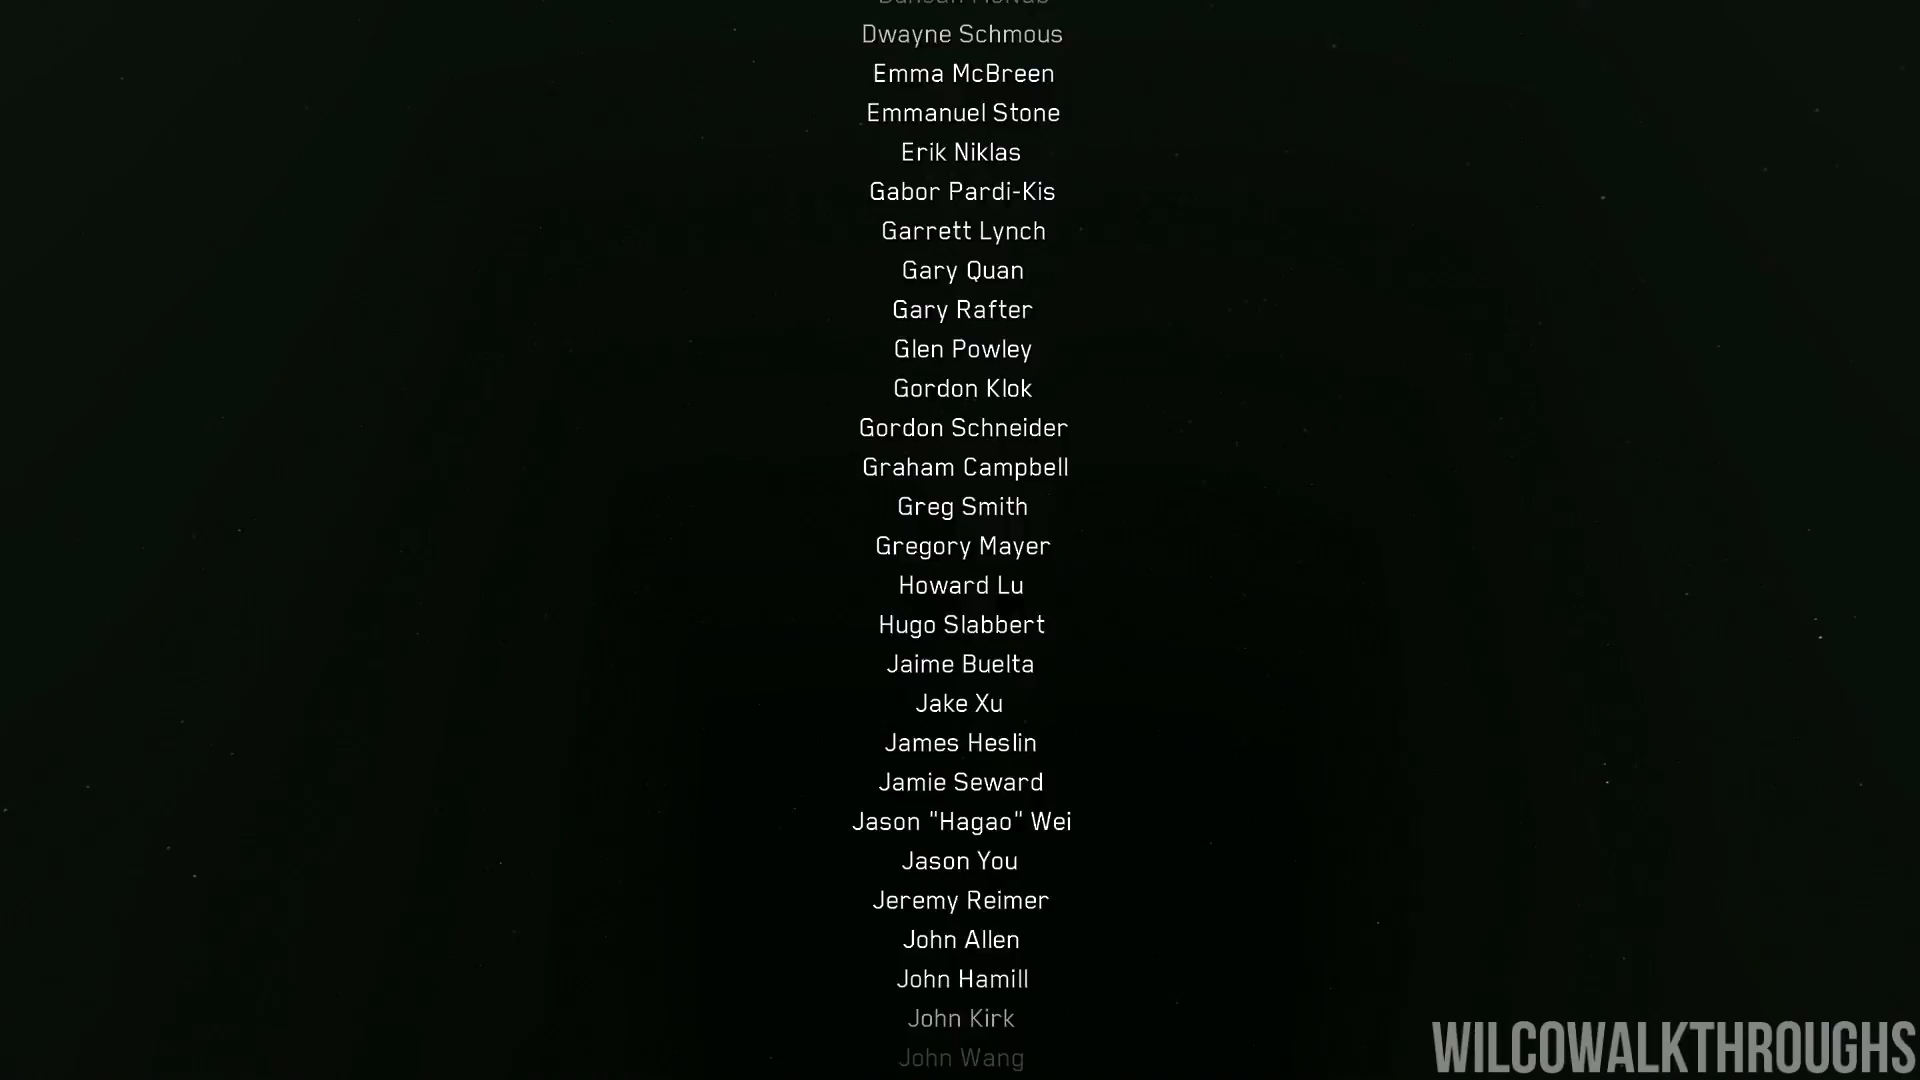 Dwayne Schmous
Emma McBreen
Emmanuel Stone
Erik Niklas
Gabor Pardi-Kis
Garrett Lynch
Gary Quan
Gary Rafter
Glen Powley
Gordon Klok
Gordon Schneider
Graham Campbell
Greg Smith
Gregory Mayer
Howard Lu
Hugo Slabbert
Jaime Buelta
Jake Xu
James Heslin
Jamie Seward
Jason "Hagao" Wei
Jason You
Jeremy Reimer
John Allen
John Hamill
John Kirk
John Wang
WILCOWALKTHROUGHS